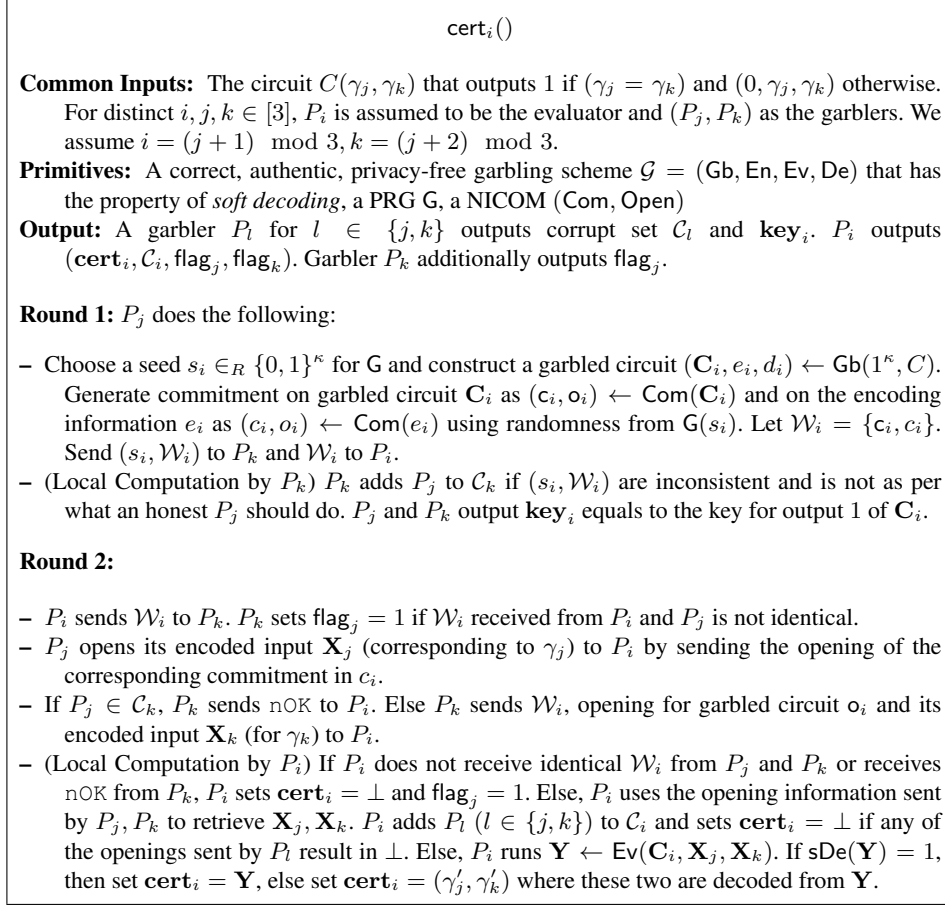 cert_i()
Common Inputs: The circuit C(γ_j, γ_k) that outputs 1 if (γ_j = γ_k) and (0, γ_j, γ_k) otherwise.
For distinct i, j, k ∈ [3], P_i is assumed to be the evaluator and (P_j, P_k) as the garblers. We
assume i = (j + 1) mod 3, k = (j + 2) mod 3.
Primitives: A correct, authentic, privacy-free garbling scheme 𝒢 = (Gb, En, Ev, De) that has
the property of soft decoding, a PRG G, a NICOM (Com, Open)
Output: A garbler P_l for l ∈ {j, k} outputs corrupt set 𝒞_l and key_i. P_i outputs
(cert_i, 𝒞_i, flag_j, flag_k). Garbler P_k additionally outputs flag_j.
Round 1: P_j does the following:
– Choose a seed s_i ∈_R {0, 1}^κ for G and construct a garbled circuit (C_i, e_i, d_i) ← Gb(1^κ, C).
Generate commitment on garbled circuit C_i as (c_i, o_i) ← Com(C_i) and on the encoding
information e_i as (c_i, o_i) ← Com(e_i) using randomness from G(s_i). Let 𝒲_i = {c_i, c_i}.
Send (s_i, 𝒲_i) to P_k and 𝒲_i to P_i.
– (Local Computation by P_k) P_k adds P_j to 𝒞_k if (s_i, 𝒲_i) are inconsistent and is not as per
what an honest P_j should do. P_j and P_k output key_i equals to the key for output 1 of C_i.
Round 2:
– P_i sends 𝒲_i to P_k. P_k sets flag_j = 1 if 𝒲_i received from P_i and P_j is not identical.
– P_j opens its encoded input X_j (corresponding to γ_j) to P_i by sending the opening of the
corresponding commitment in c_i.
– If P_j ∈ 𝒞_k, P_k sends nOK to P_i. Else P_k sends 𝒲_i, opening for garbled circuit o_i and its
encoded input X_k (for γ_k) to P_i.
– (Local Computation by P_i) If P_i does not receive identical 𝒲_i from P_j and P_k or receives
nOK from P_k, P_i sets cert_i = ⊥ and flag_j = 1. Else, P_i uses the opening information sent
by P_j, P_k to retrieve X_j, X_k. P_i adds P_l (l ∈ {j, k}) to 𝒞_i and sets cert_i = ⊥ if any of
the openings sent by P_l result in ⊥. Else, P_i runs Y ← Ev(C_i, X_j, X_k). If sDe(Y) = 1,
then set cert_i = Y, else set cert_i = (γ′_j, γ′_k) where these two are decoded from Y.